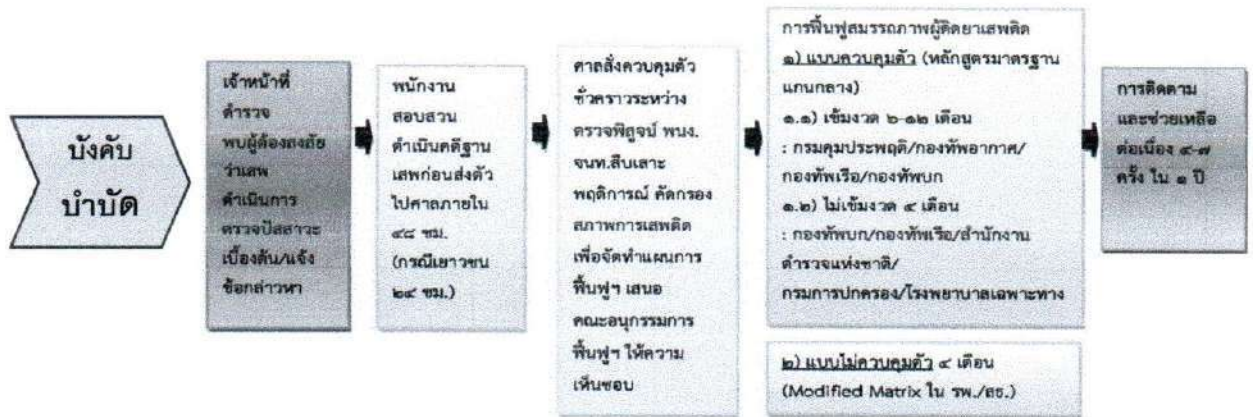 บังคับ
บำบัด
เจ้าหน้าที่
ตำรวจ
พบผู้ต้องสงสัย
ว่าเสพ
ดำเนินการ
ตรวจปัสสาวะ
เบื้องต้น/แจ้ง
ข้อกล่าวหา
พนักงาน
สอบสวน
ดำเนินคดีฐาน
เสพก่อนส่งตัว
ไปศาลภายใน
๔๘ ชม.
(กรณีเยาวชน
๒๔ ชม.)
ศาลสั่งควบคุมตัว
ชั่วคราวระหว่าง
ตรวจพิสูจน์ พนง.
จนท.สืบเสาะ
พฤติการณ์ คัดกรอง
สภาพการเสพติด
เพื่อจัดทำแผนการ
ฟื้นฟูฯ เสนอ
คณะอนุกรรมการ
ฟื้นฟูฯ ให้ความ
เห็นชอบ
การฟื้นฟูสมรรถภาพผู้ติดยาเสพติด
๑) แบบควบคุมตัว (หลักสูตรมาตรฐาน
แกนกลาง)
๑.๑) เข้มงวด ๖-๑๒ เดือน
: กรมคุมประพฤติ/กองทัพอากาศ/
กองทัพเรือ/กองทัพบก
๑.๒) ไม่เข้มงวด ๔ เดือน
: กองทัพบก/กองทัพเรือ/สำนักงาน
ตำรวจแห่งชาติ/
กรมการปกครอง/โรงพยาบาลเฉพาะทาง
๒) แบบไม่ควบคุมตัว ๔ เดือน
(Modified Matrix ใน รพ./สธ.)
การติดตาม
และช่วยเหลือ
ต่อเนื่อง ๔-๗
ครั้ง ใน ๑ ปี